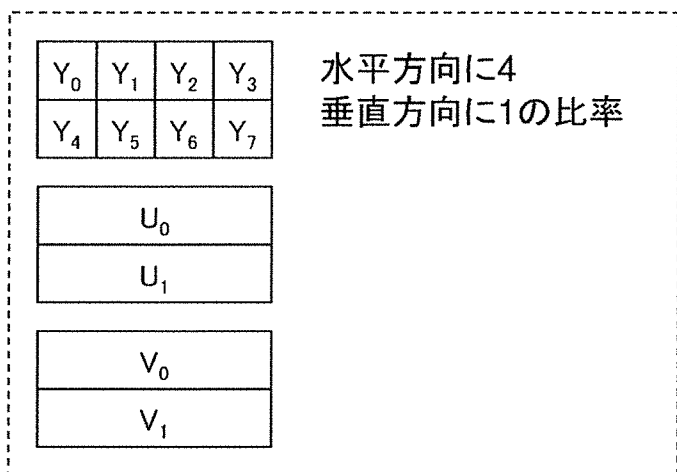 Y₀ Y₁ Y₂ Y₃
Y₄ Y₅ Y₆ Y₇
水平方向に4
垂直方向に1の比率
U₀
U₁
V₀
V₁